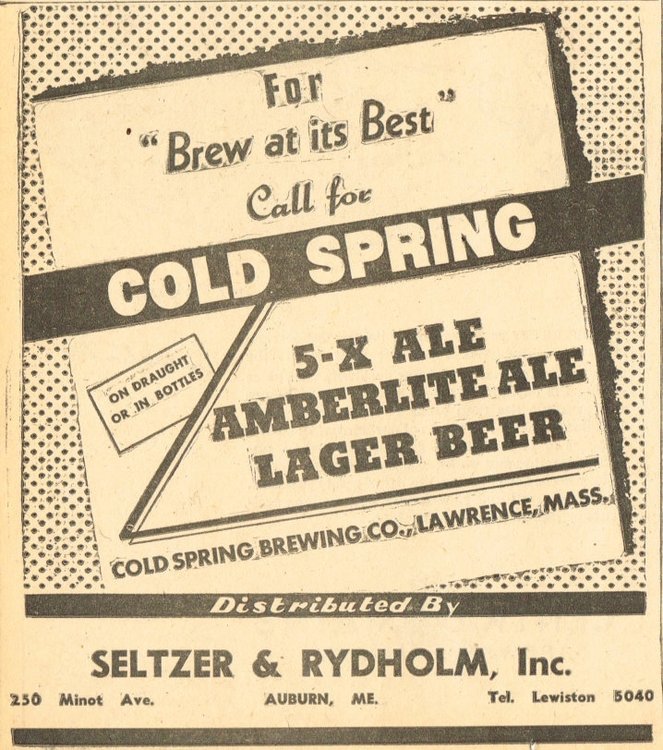 For
"Brew at its Best"
Call for
COLD SPRING
ON DRAUGHT
OR IN BOTTLES
5-X ALE
AMBERLITE ALE
LAGER BEER
COLD SPRING BREWING CO., LAWRENCE, MASS.
Distributed By
SELTZER & RYDHOLM, Inc.
250 Minot Ave. AUBURN, ME. Tel. Lewiston 5040